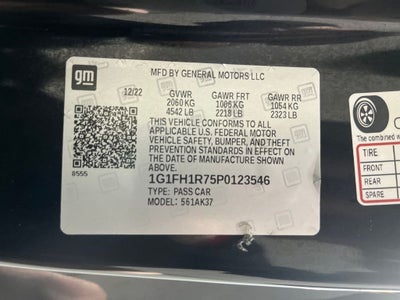 gm
MFD BY GENERAL MOTORS LLC
12/22 GVWR GAWR FRT GAWR RR
2060 KG 1006 KG 1054 KG
4542 LB 2218 LB 2323 LB
THIS VEHICLE CONFORMS TO ALL
APPLICABLE U.S. FEDERAL MOTOR
VEHICLE SAFETY, BUMPER, AND THEFT
PREVENTION STANDARDS IN EFFECT ON
THE DATE OF MANUFACTURE SHOWN ABOVE.
1G1FH1R75P0123546
TYPE: PASS CAR
MODEL: 561AK37
The combined w
TIRE
FRONT
REAR
SPARE